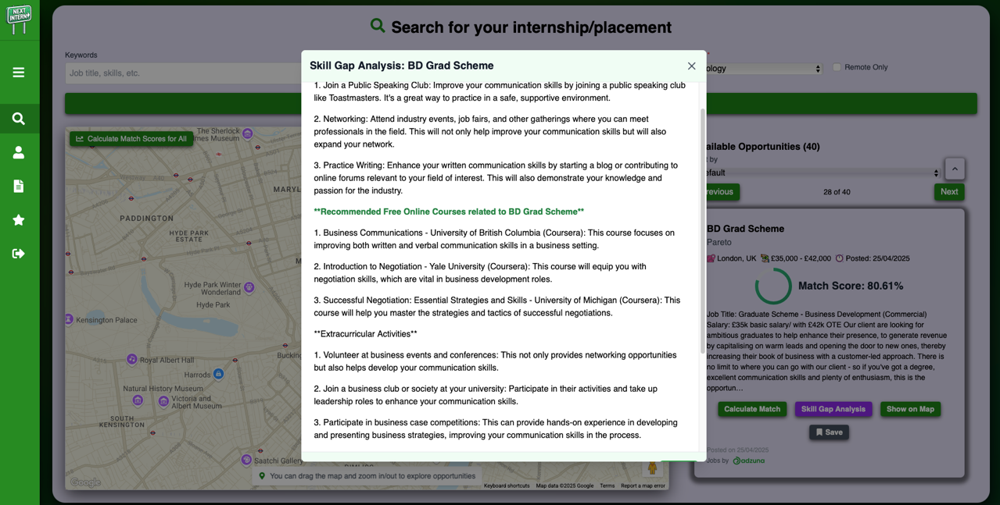 NEXT
INTERN
Search for your internship/placement
Keywords
Job title, skills, etc.
ology
Remote Only
Calculate Match Scores for All
The Sherlock
mes Museum
MARYL
PADDINGTON
HYDE PARK
ESTATE
Hyde Park Winter
Wonderland
Hyde Park
Kensington Palace
Royal Albert Hall
Bucking
Harrods
Natural History Museum
Victoria and
Albert Museum
SOUTH
KENSINGTON
Saatchi Gallery
You can drag the map and zoom in/out to explore opportunities
Google
Keyboard shortcuts
Map data ©2025 Google
Terms
Report a map error
Skill Gap Analysis: BD Grad Scheme
1. Join a Public Speaking Club: Improve your communication skills by joining a public speaking club
like Toastmasters. It's a great way to practice in a safe, supportive environment.
2. Networking: Attend industry events, job fairs, and other gatherings where you can meet
professionals in the field. This will not only help improve your communication skills but will also
expand your network.
3. Practice Writing: Enhance your written communication skills by starting a blog or contributing to
online forums relevant to your field of interest. This will also demonstrate your knowledge and
passion for the industry.
**Recommended Free Online Courses related to BD Grad Scheme**
1. Business Communications - University of British Columbia (Coursera): This course focuses on
improving both written and verbal communication skills in a business setting.
2. Introduction to Negotiation - Yale University (Coursera): This course will equip you with
negotiation skills, which are vital in business development roles.
3. Successful Negotiation: Essential Strategies and Skills - University of Michigan (Coursera): This
course will help you master the strategies and tactics of successful negotiations.
**Extracurricular Activities**
1. Volunteer at business events and conferences: This not only provides networking opportunities
but also helps develop your communication skills.
2. Join a business club or society at your university: Participate in their activities and take up
leadership roles to enhance your communication skills.
3. Participate in business case competitions: This can provide hands-on experience in developing
and presenting business strategies, improving your communication skills in the process.
ailable Opportunities (40)
t by
efault
revious
28 of 40
Next
BD Grad Scheme
Pareto
London, UK £35,000 - £42,000 Posted: 25/04/2025
Match Score: 80.61%
Job Title: Graduate Scheme - Business Development (Commercial)
Salary: £35k basic salary/ with £42k OTE Our client are looking for
ambitious graduates to help enhance their presence, to generate revenue
by capitalising on warm leads and opening the door to new ones, thereby
increasing their book of business with a customer-led approach. There is
no limit to where you can go with our client - so if you've got a degree,
excellent communication skills and plenty of enthusiasm, this is the
opportun…
Calculate Match
Skill Gap Analysis
Show on Map
Save
Posted on 25/04/2025
Jobs by adzuna